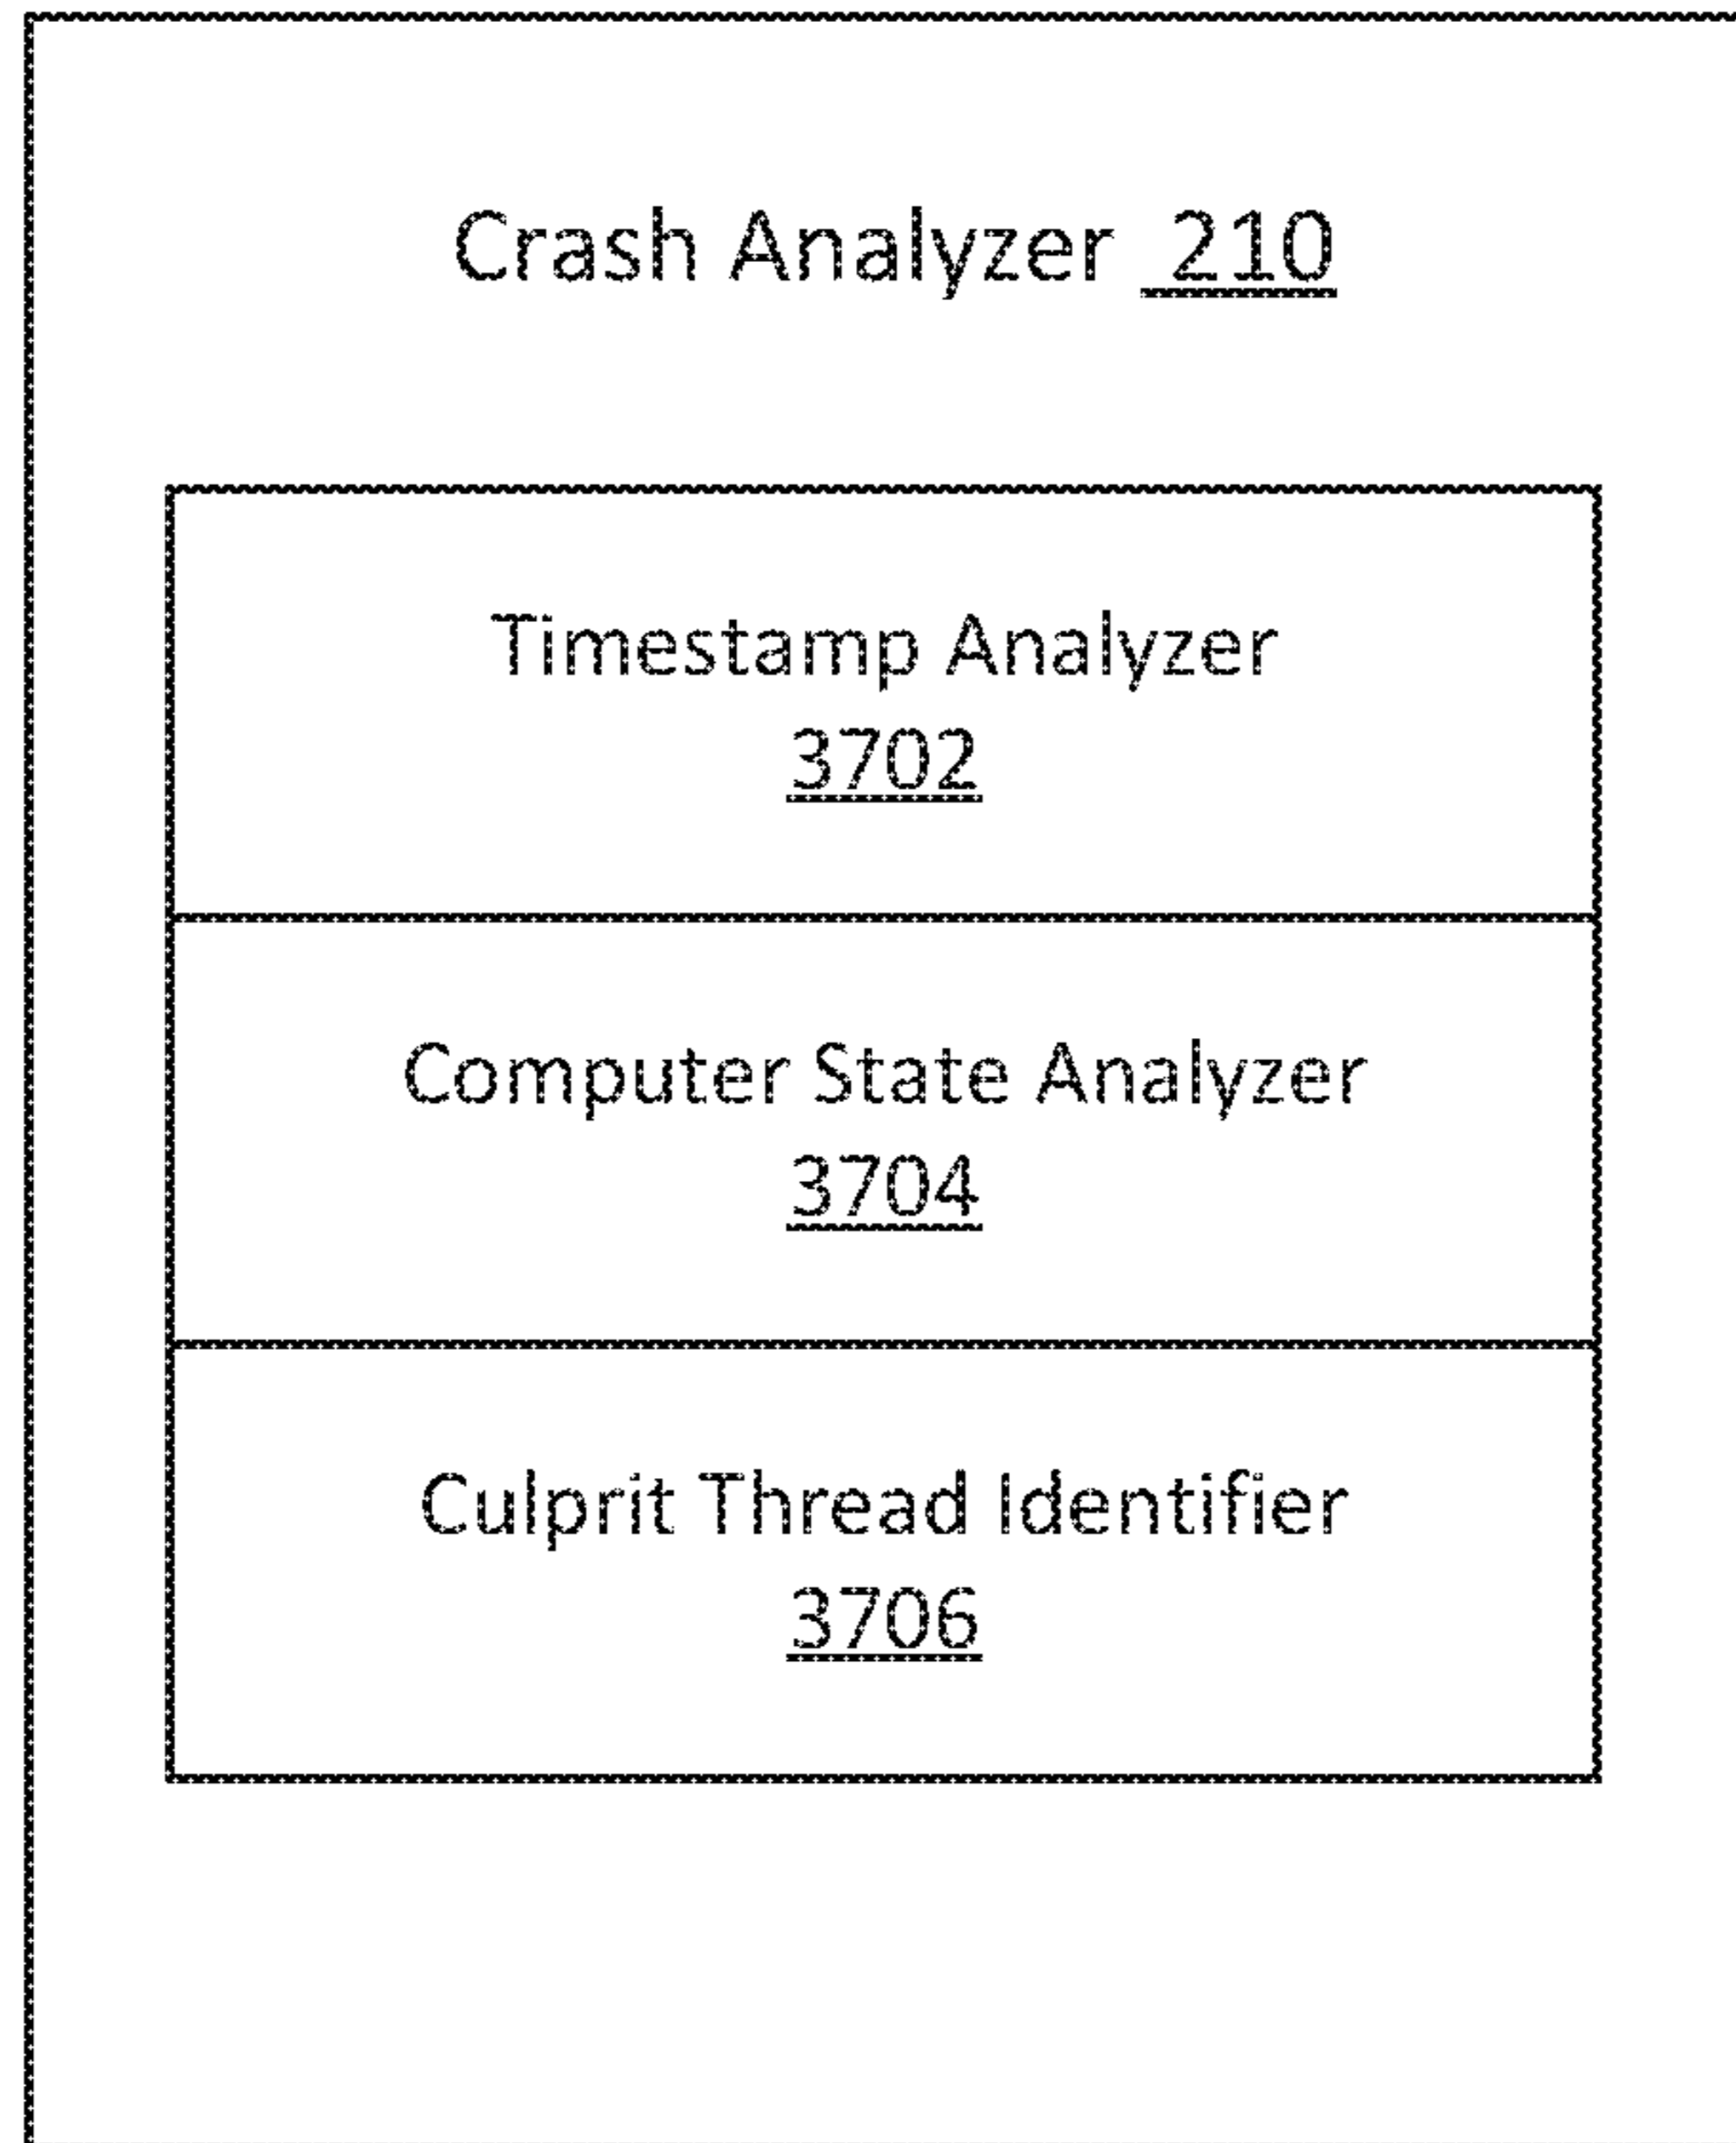 Crash Analyzer 210
Timestamp Analyzer
3702
Computer State Analyzer
3704
Culprit Thread Identifier
3706